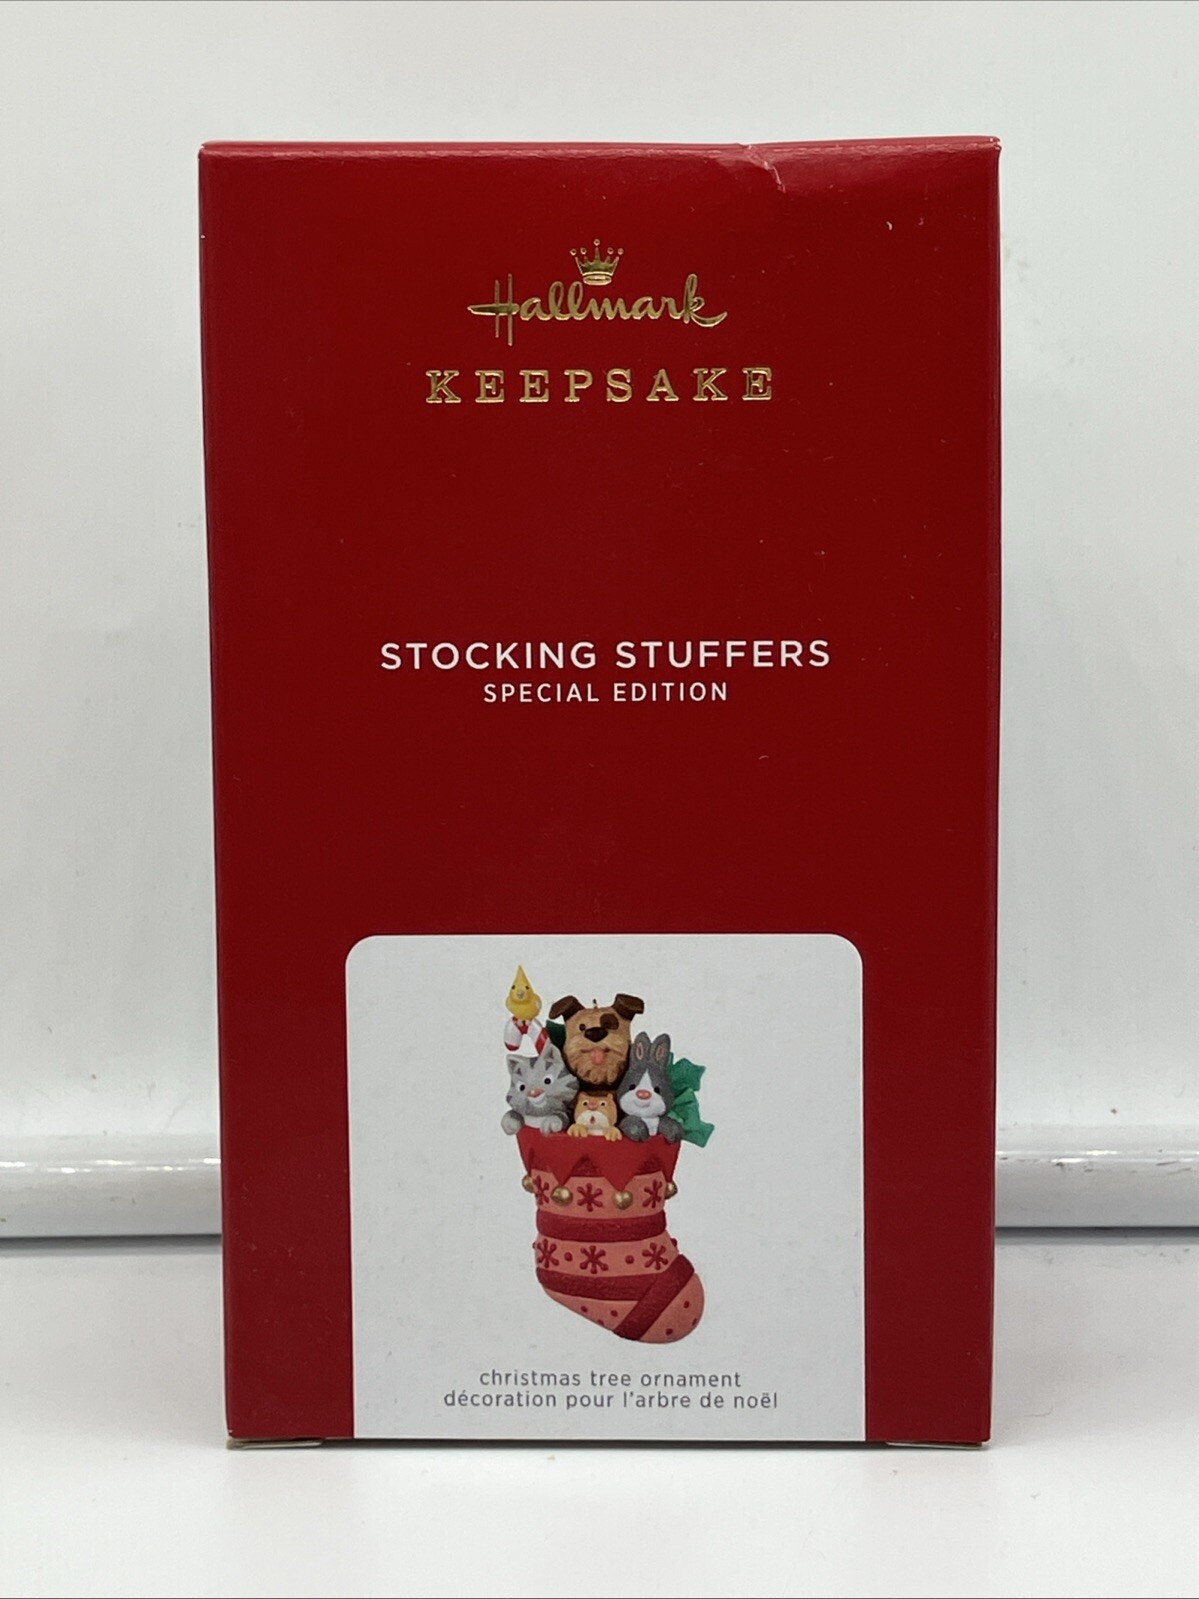 Hallmark
KEEPSAKE
STOCKING STUFFERS
SPECIAL EDITION
christmas tree ornament
décoration pour l'arbre de noël